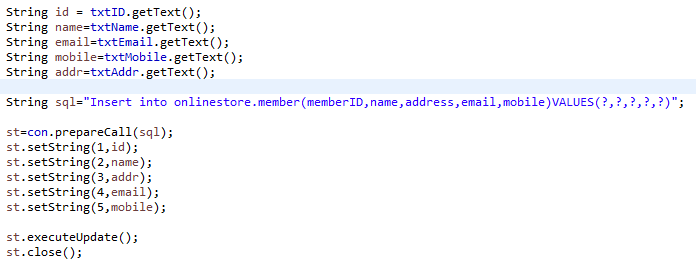 String id = txtID.getText();
String name=txtName.getText();
String email=txtEmail.getText();
String mobile=txtMobile.getText();
String addr=txtAddr.getText();
String sql="Insert into onlinestore.member(memberID,name,address,email,mobile)VALUES(?,?,?,?,?)";
st=con.prepareCall(sql);
st.setString(1,id);
st.setString(2,name);
st.setString(3,addr);
st.setString(4,email);
st.setString(5,mobile);
st.executeUpdate();
st.close();